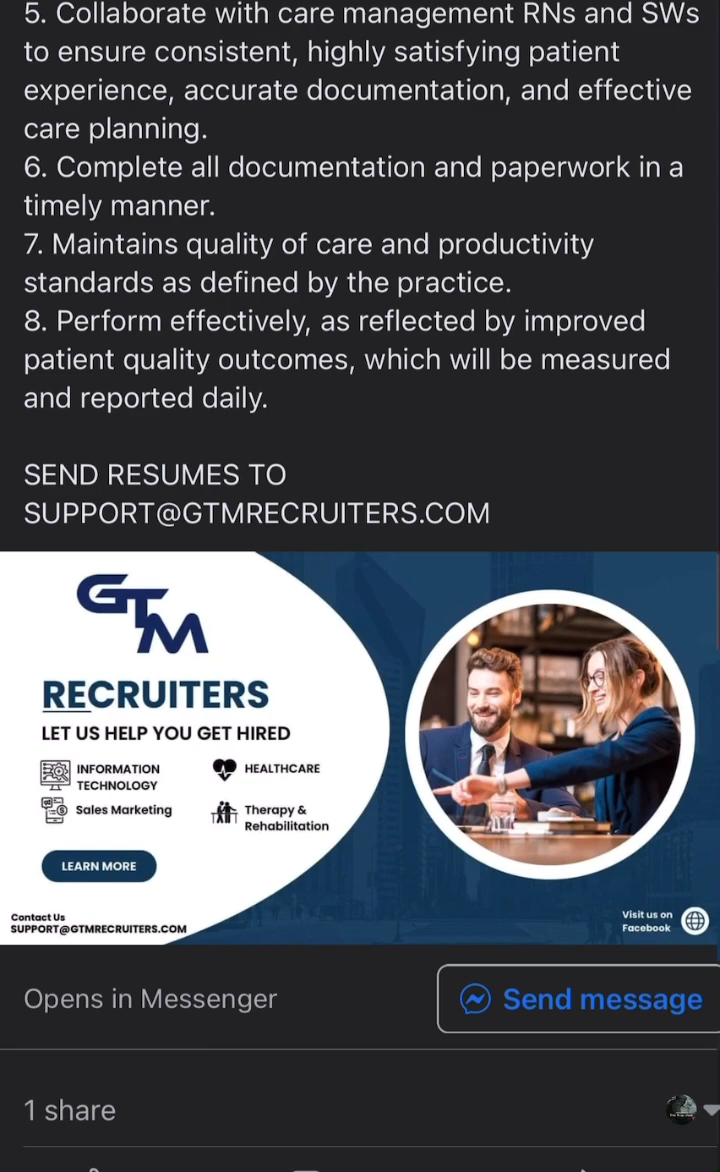 5. Collaborate with care management RNs and SWs
to ensure consistent, highly satisfying patient
experience, accurate documentation, and effective
care planning.
6. Complete all documentation and paperwork in a
timely manner.
7. Maintains quality of care and productivity
standards as defined by the practice.
8. Perform effectively, as reflected by improved
patient quality outcomes, which will be measured
and reported daily.
SEND RESUMES TO
SUPPORT@GTMRECRUITERS.COM
GTM
RECRUITERS
LET US HELP YOU GET HIRED
INFORMATION
TECHNOLOGY
HEALTHCARE
Sales Marketing
Therapy &
Rehabilitation
LEARN MORE
Contact Us
SUPPORT@GTMRECRUITERS.COM
Visit us on
Facebook
Opens in Messenger
Send message
1 share